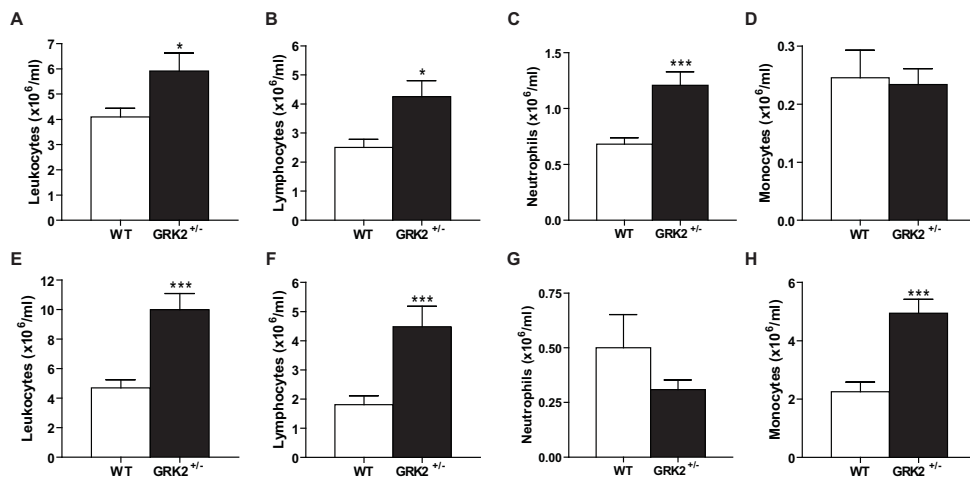 A
Leukocytes (x10⁶/ml)
7
6
5
4
3
2
1
0
*
WT GRK2⁺/⁻
B
Lymphocytes (x10⁶/ml)
6
5
4
3
2
1
0
*
WT GRK2⁺/⁻
C
Neutrophils (x10⁶/ml)
1.5
1.0
0.5
0.0
***
WT GRK2⁺/⁻
D
Monocytes (x10⁶/ml)
0.3
0.2
0.1
0.0
WT GRK2⁺/⁻
E
Leukocytes (x10⁶/ml)
12
10
8
6
4
2
0
***
WT GRK2⁺/⁻
F
Lymphocytes (x10⁶/ml)
6
5
4
3
2
1
0
***
WT GRK2⁺/⁻
G
Neutrophils (x10⁶/ml)
0.75
0.50
0.25
0.00
WT GRK2⁺/⁻
H
Monocytes (x10⁶/ml)
6
4
2
0
***
WT GRK2⁺/⁻